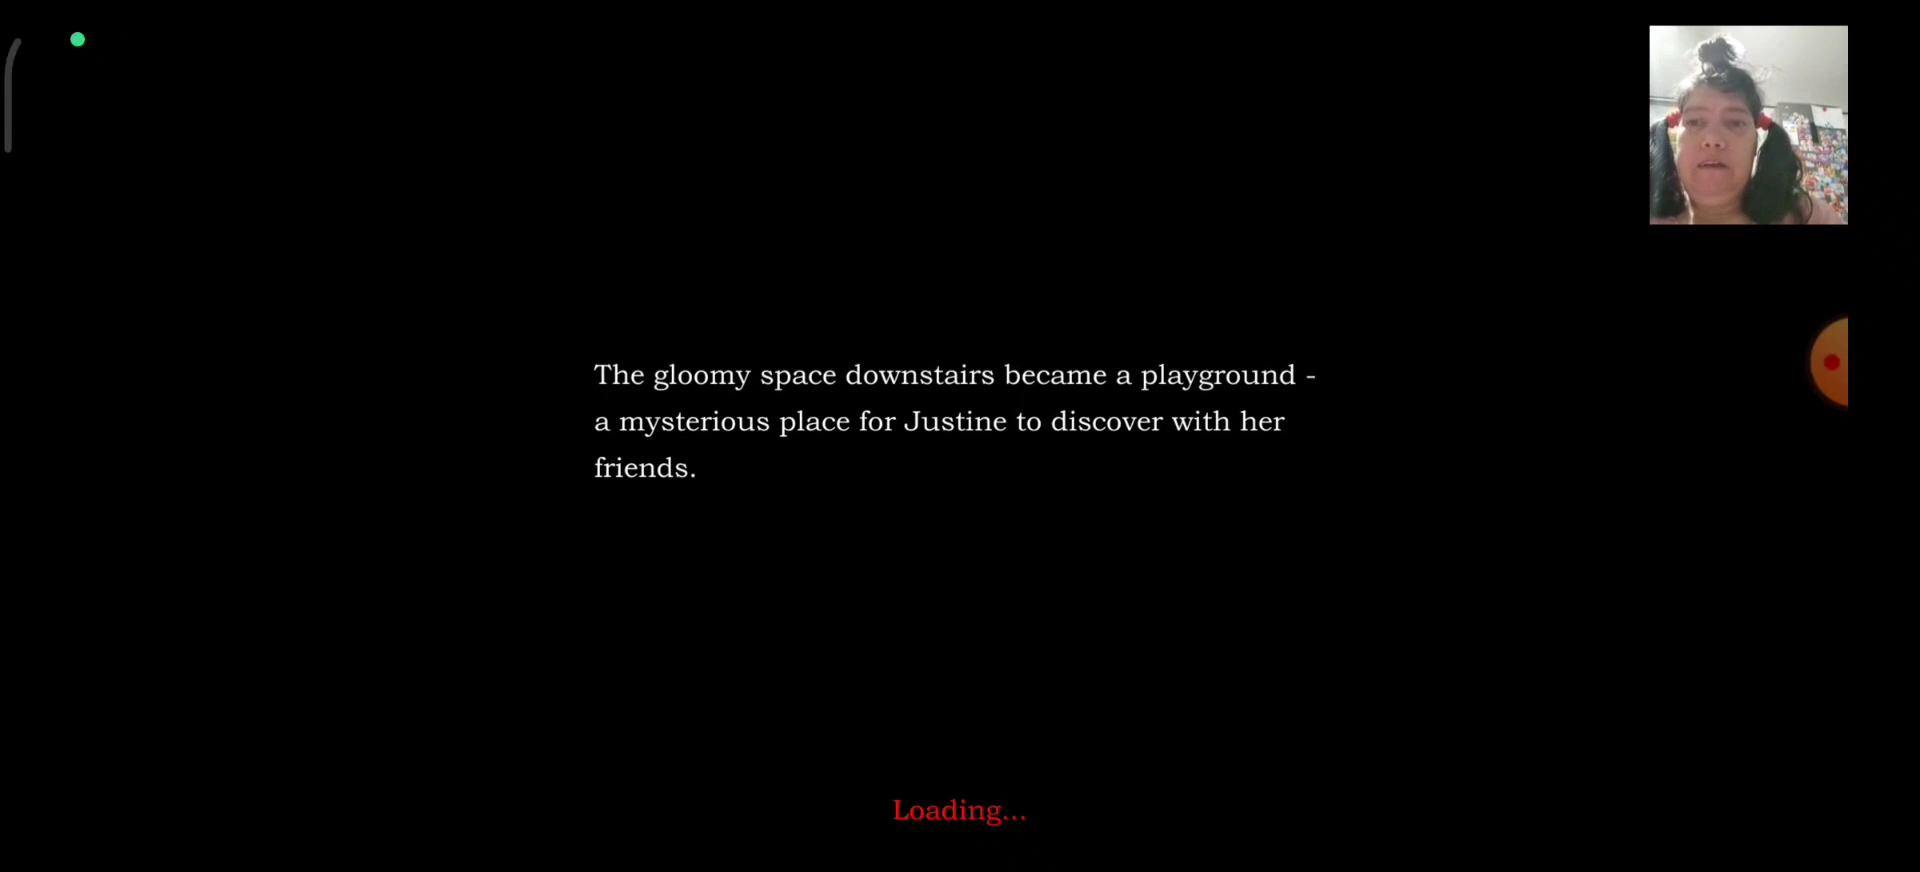 The gloomy space downstairs became a playground -
a mysterious place for Justine to discover with her
friends.
Loading...